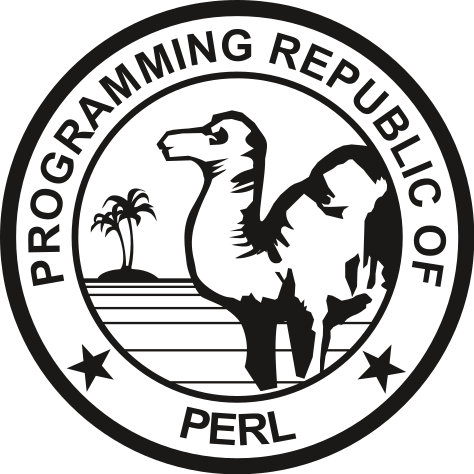 PROGRAMMING REPUBLIC OF
PERL